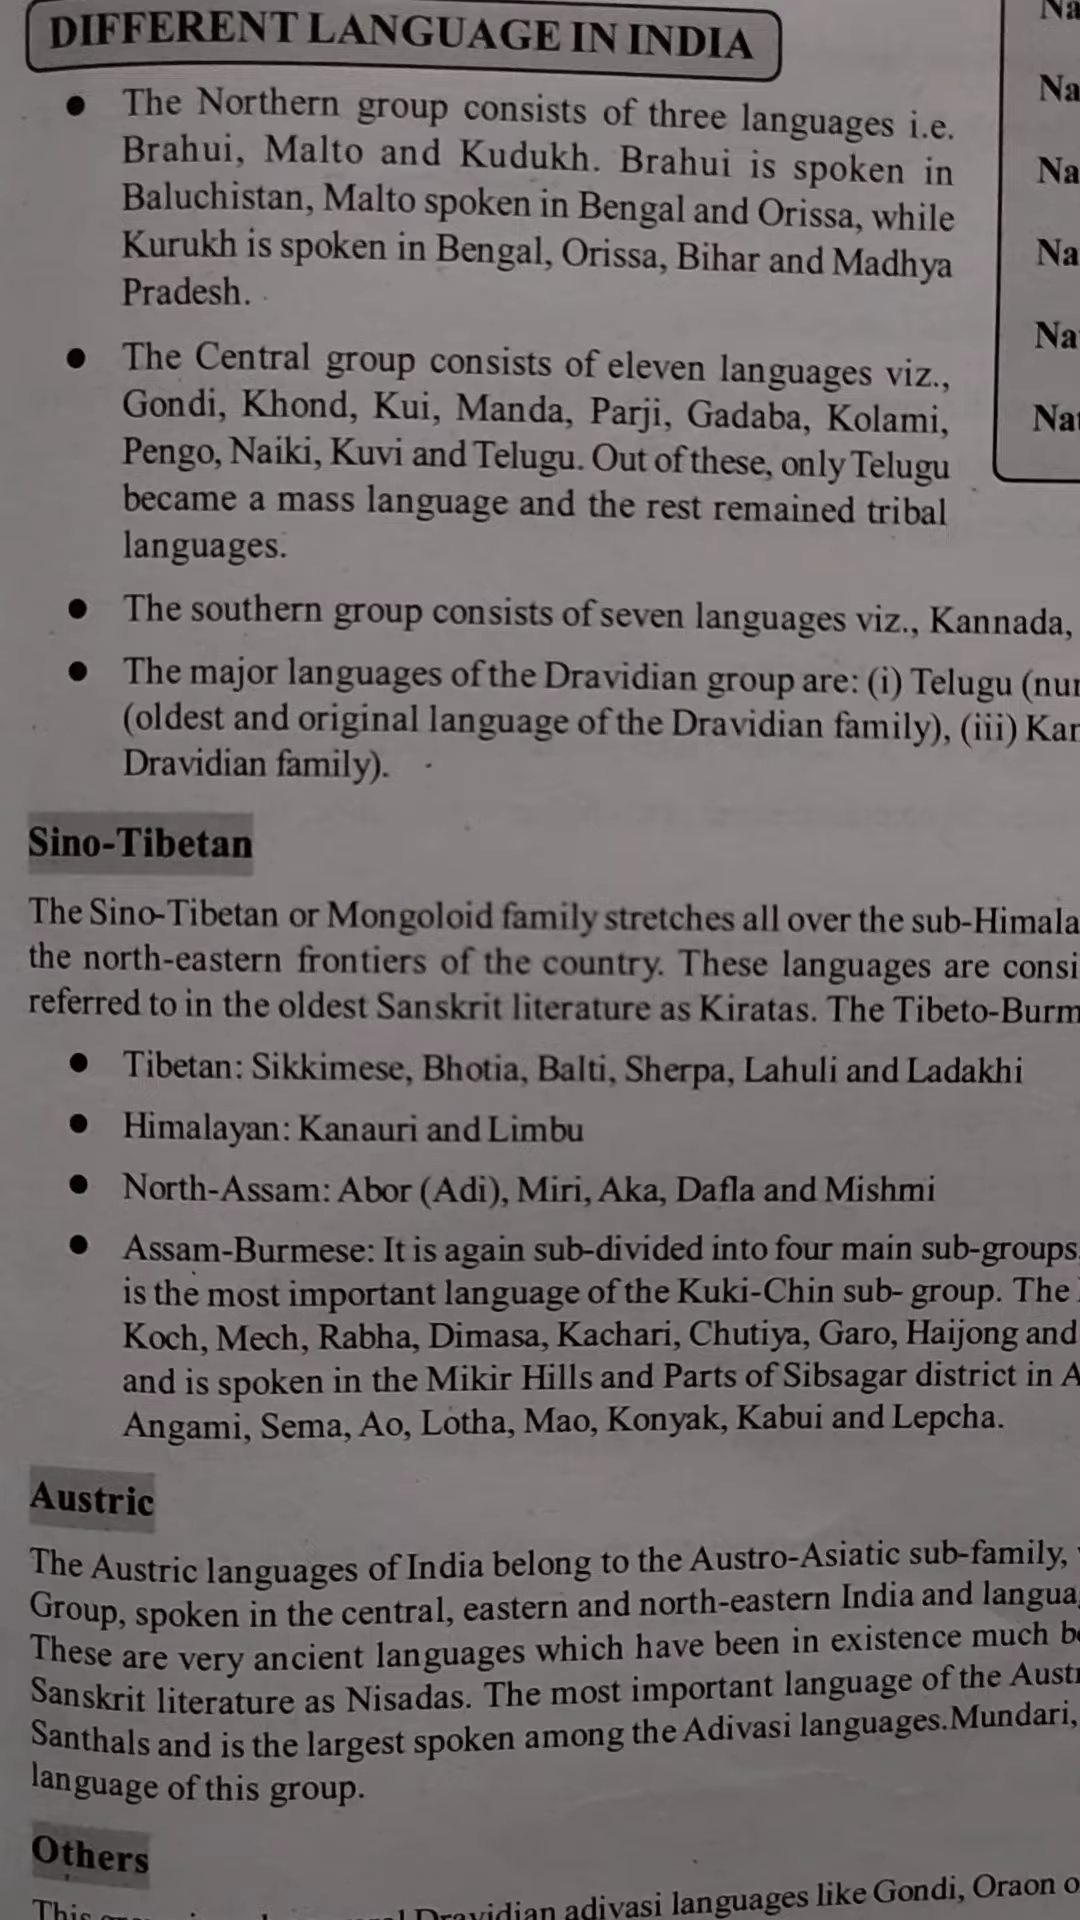 DIFFERENT LANGUAGE IN INDIA
● The Northern group consists of three languages i.e.
Brahui, Malto and Kudukh. Brahui is spoken in
Baluchistan, Malto spoken in Bengal and Orissa, while
Kurukh is spoken in Bengal, Orissa, Bihar and Madhya
Pradesh.
● The Central group consists of eleven languages viz.,
Gondi, Khond, Kui, Manda, Parji, Gadaba, Kolami,
Pengo, Naiki, Kuvi and Telugu. Out of these, only Telugu
became a mass language and the rest remained tribal
languages.
Na
Na
Na
Na
Na
● The southern group consists of seven languages viz., Kannada,
● The major languages of the Dravidian group are: (i) Telugu
(oldest and original language of the Dravidian family), (iii)
Dravidian family).
Sino-Tibetan
The Sino-Tibetan or Mongoloid family stretches all over the
the north-eastern frontiers of the country. These languages are
referred to in the oldest Sanskrit literature as Kiratas. The
● Tibetan: Sikkimese, Bhotia, Balti, Sherpa, Lahuli and Ladakhi
● Himalayan: Kanauri and Limbu
● North-Assam: Abor (Adi), Miri, Aka, Dafla and Mishmi
● Assam-Burmese: It is again sub-divided into four main sub-groups
is the most important language of the Kuki-Chin sub- group. The
Koch, Mech, Rabha, Dimasa, Kachari, Chutiya, Garo, Haijong and
and is spoken in the Mikir Hills and Parts of Sibsagar district in
Angami, Sema, Ao, Lotha, Mao, Konyak, Kabui and Lepcha.
Austric
The Austric languages of India belong to the Austro-Asiatic sub-family,
Group, spoken in the central, eastern and north-eastern India and
These are very ancient languages which have been in existence much
Sanskrit literature as Nisadas. The most important language of the
Santhals and is the largest spoken among the Adivasi languages.Mundari,
language of this group.
Others
This Dravidian adivasi languages like Gondi, Oraon